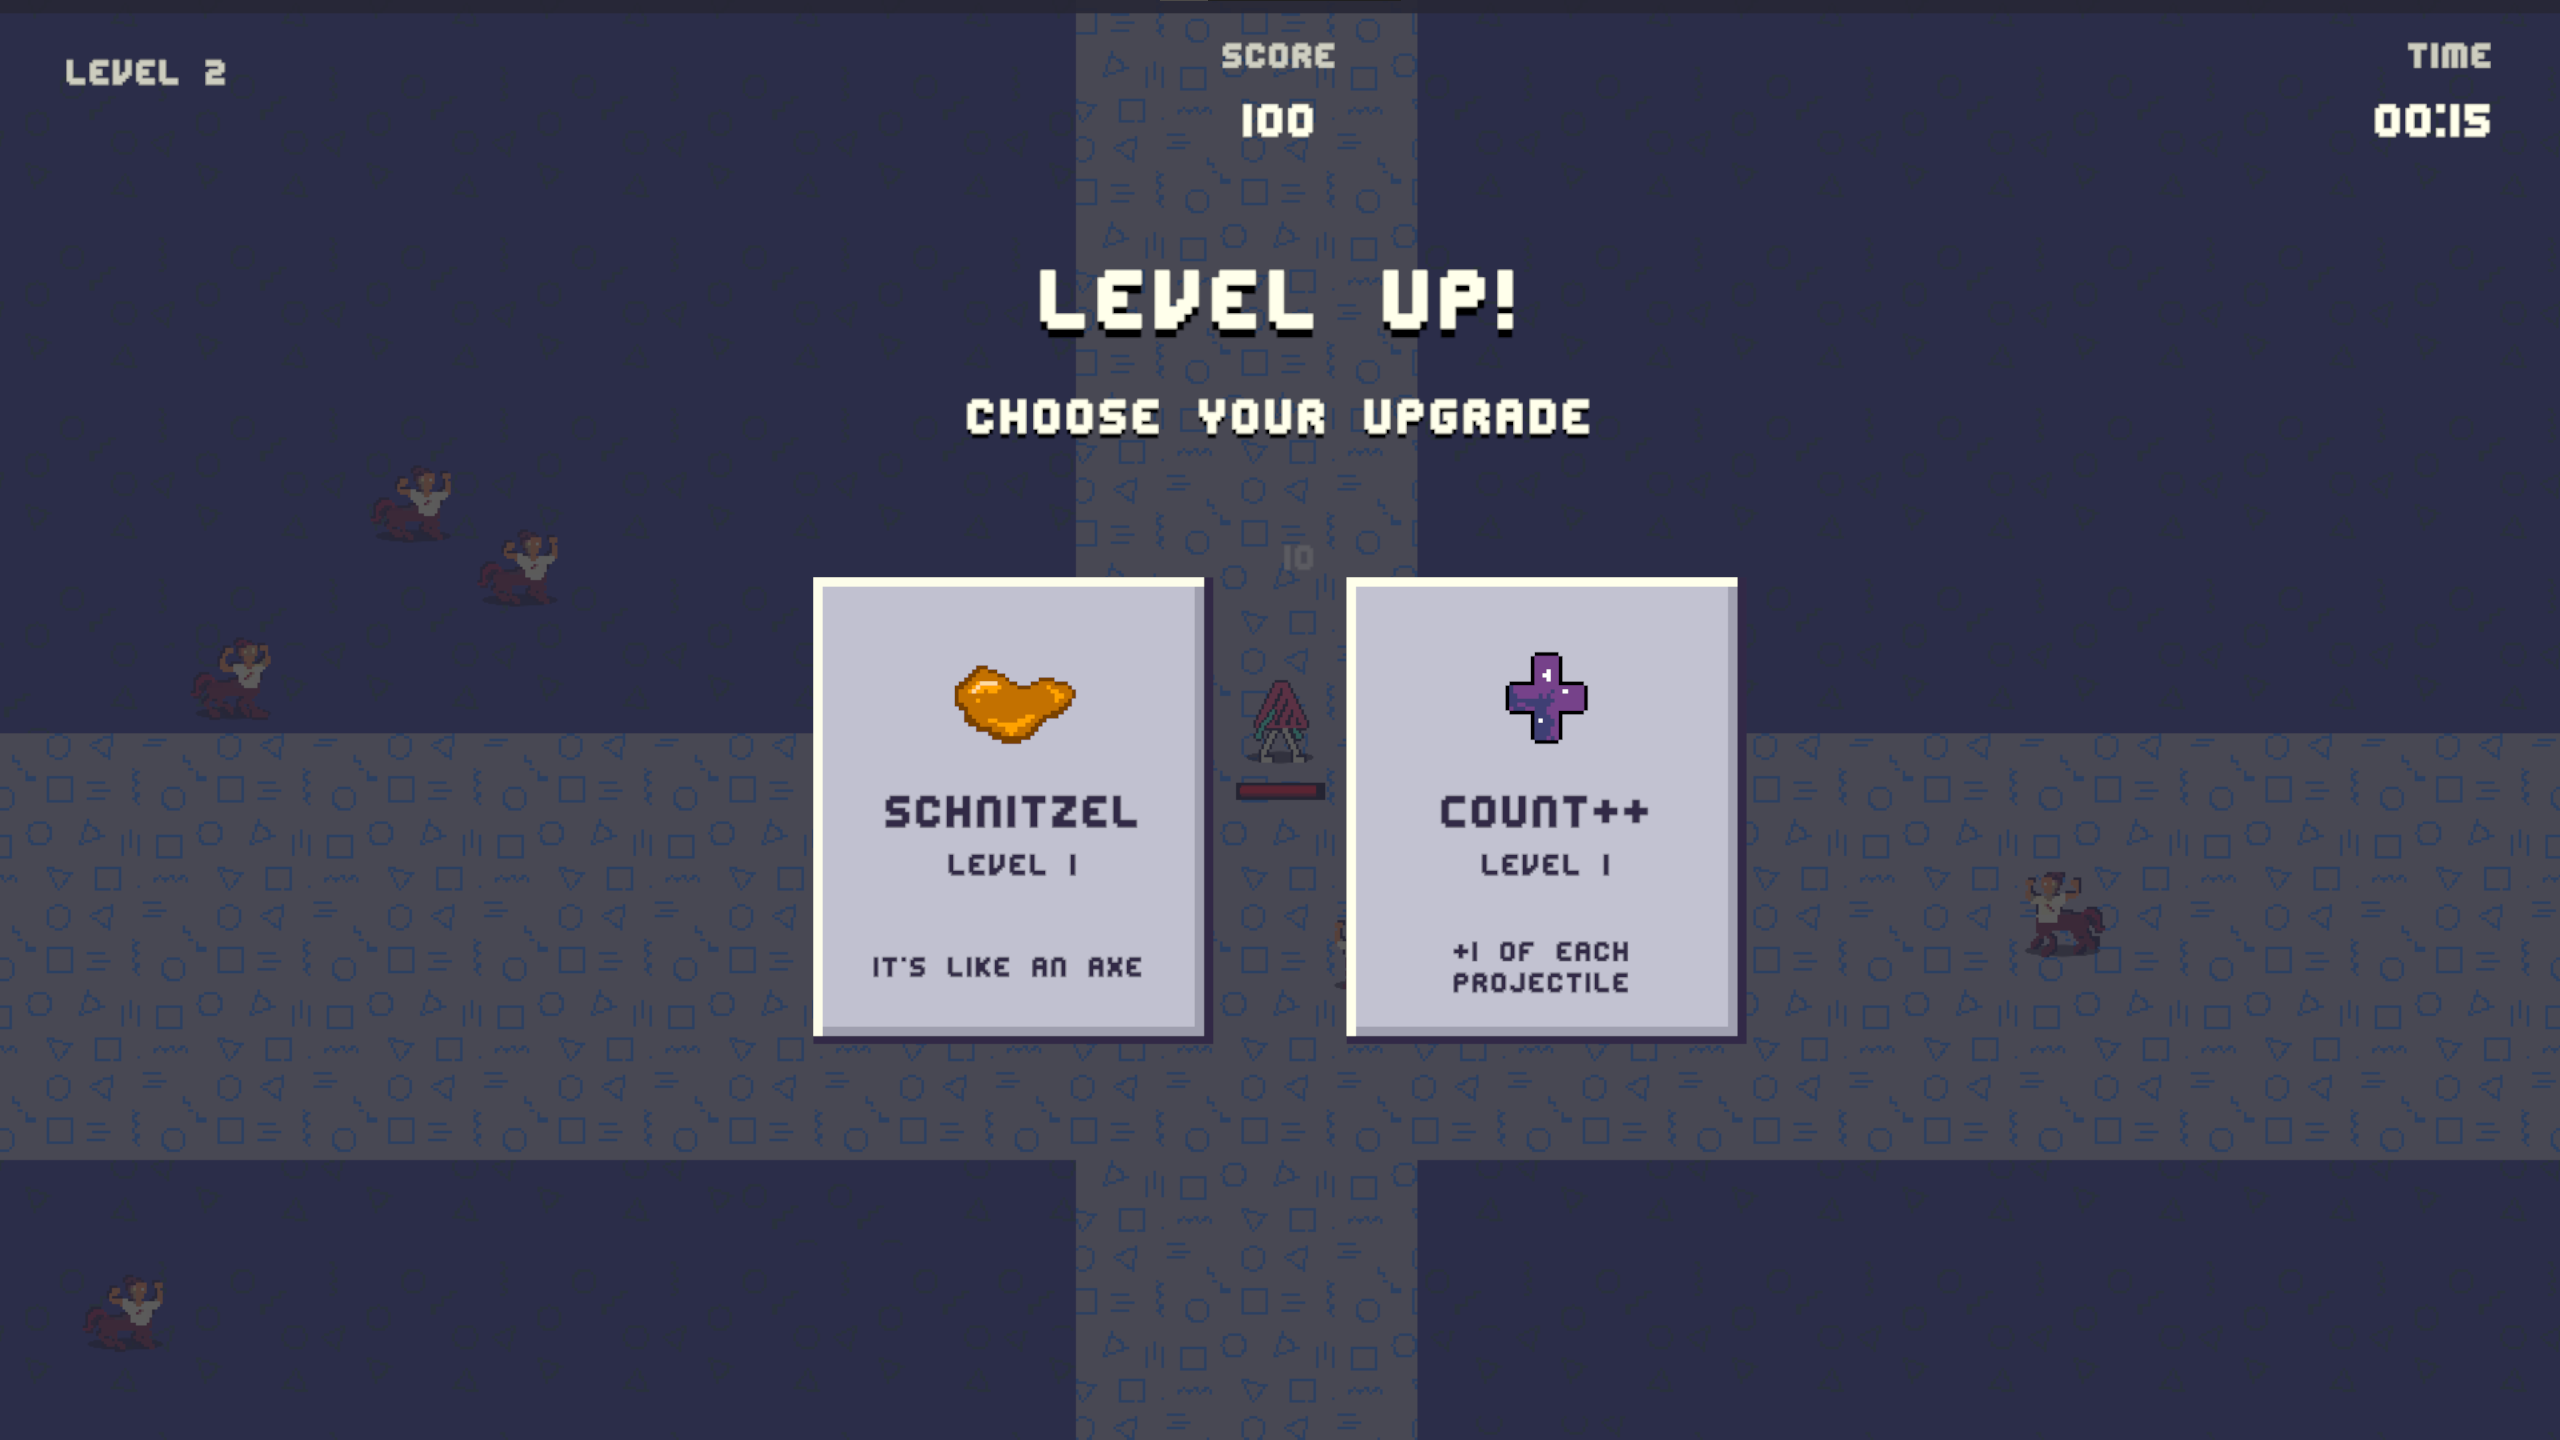 LEVEL 2
SCORE
100
TIME
00:15
LEVEL UP!
CHOOSE YOUR UPGRADE
10
SCHNITZEL
LEVEL 1
IT'S LIKE AN AXE
COUNT++
LEVEL 1
+1 OF EACH
PROJECTILE